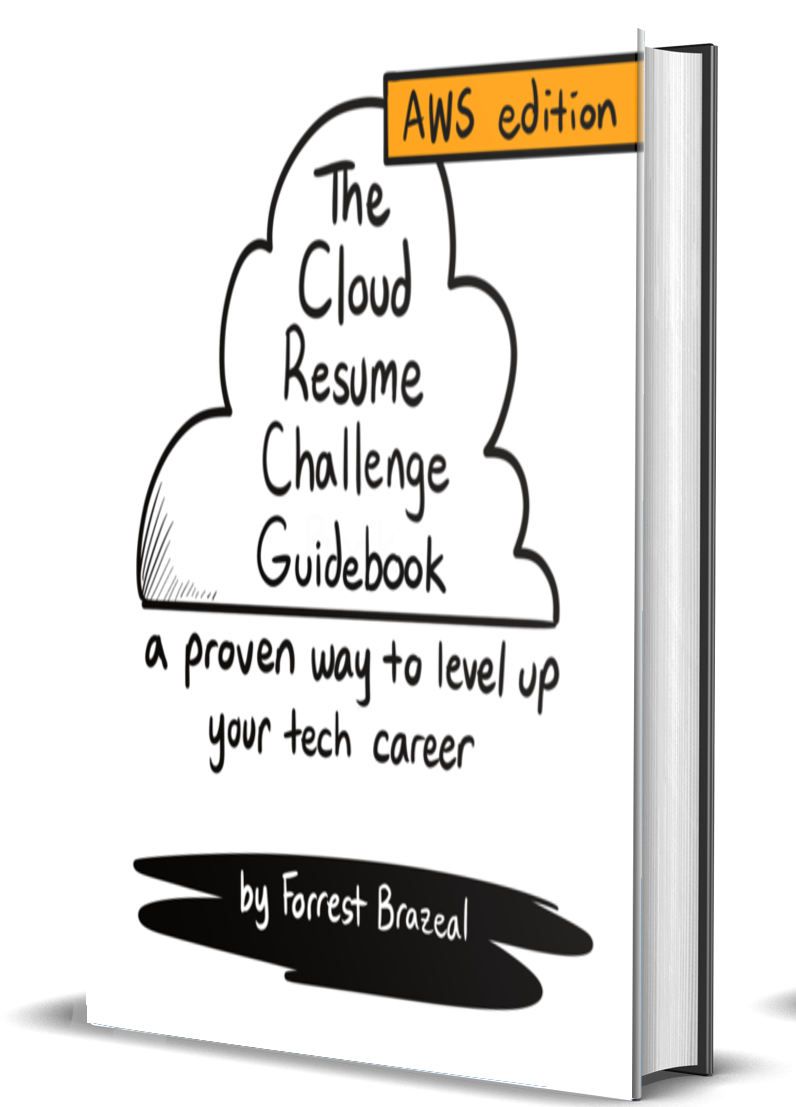 AWS edition
The
Cloud
Resume
Challenge
Guidebook
a proven way to level up
your tech career
by Forrest Brazeal